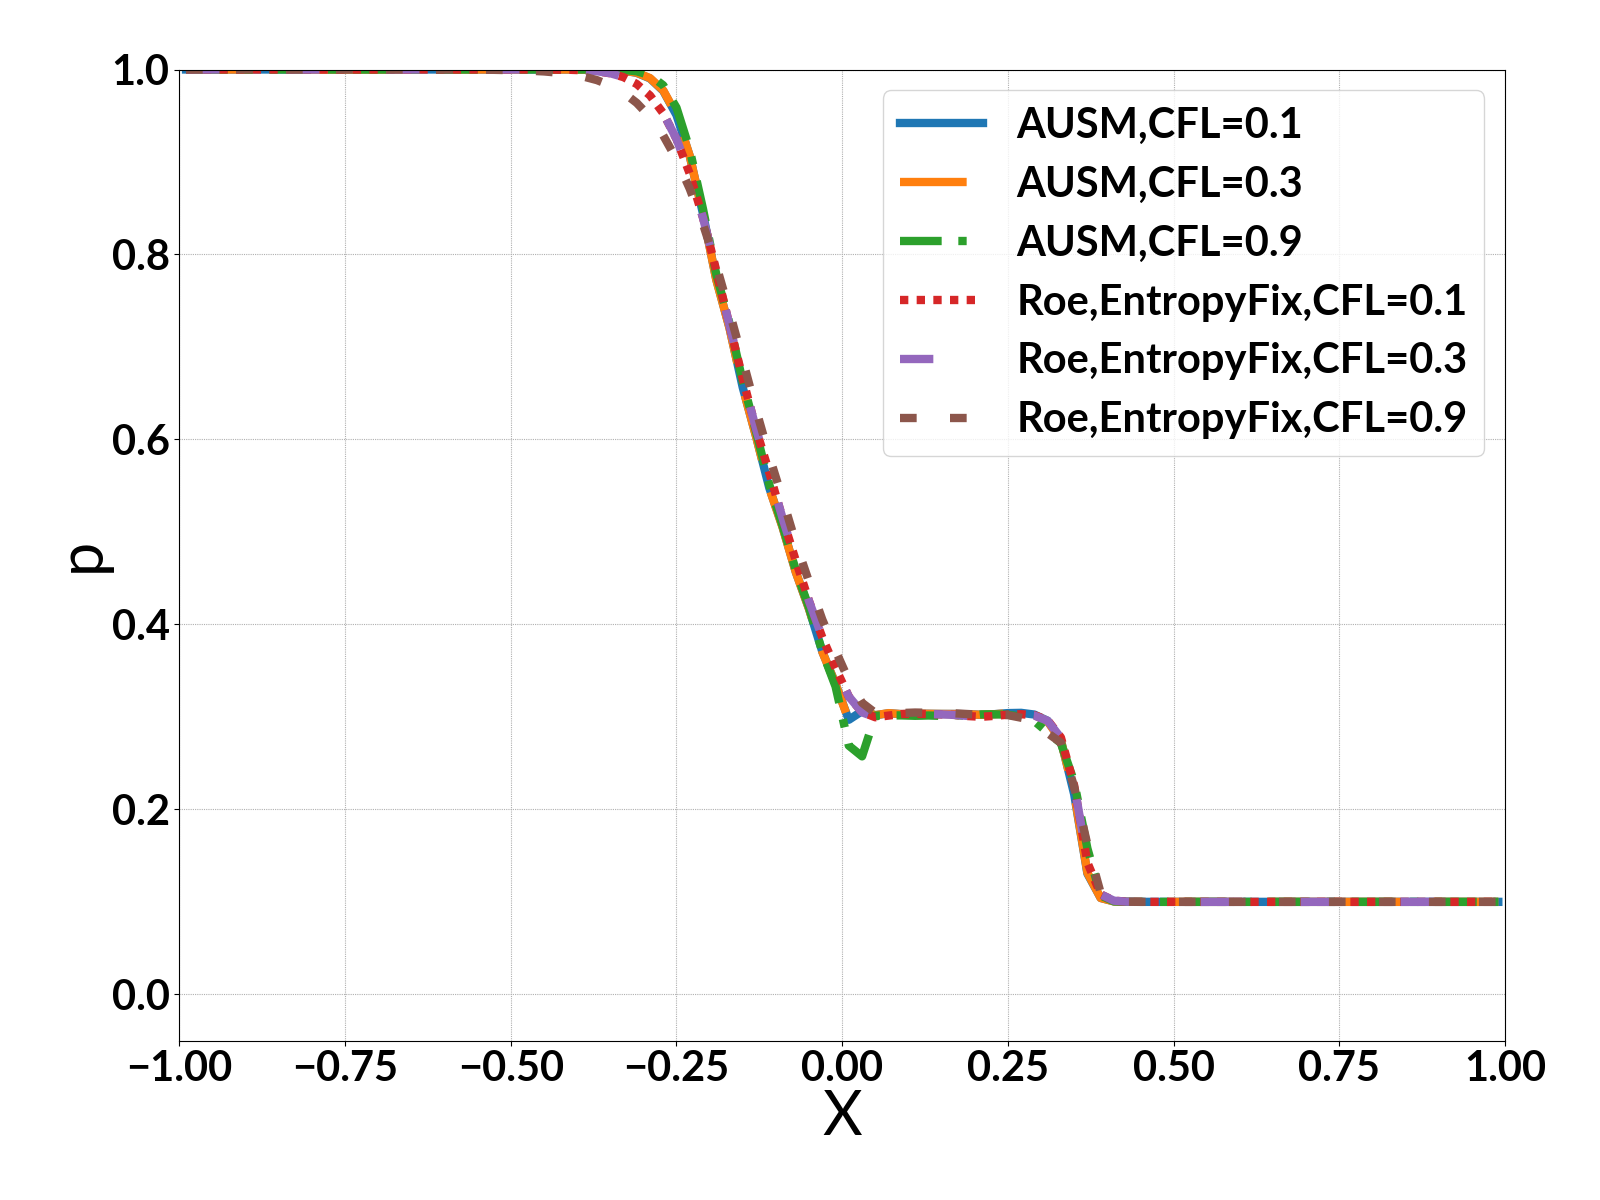 1.0
0.8
0.6
0.4
0.2
0.0
p
−1.00
−0.75
−0.50
−0.25
0.00
0.25
0.50
0.75
1.00
X
AUSM,CFL=0.1
AUSM,CFL=0.3
AUSM,CFL=0.9
Roe,EntropyFix,CFL=0.1
Roe,EntropyFix,CFL=0.3
Roe,EntropyFix,CFL=0.9